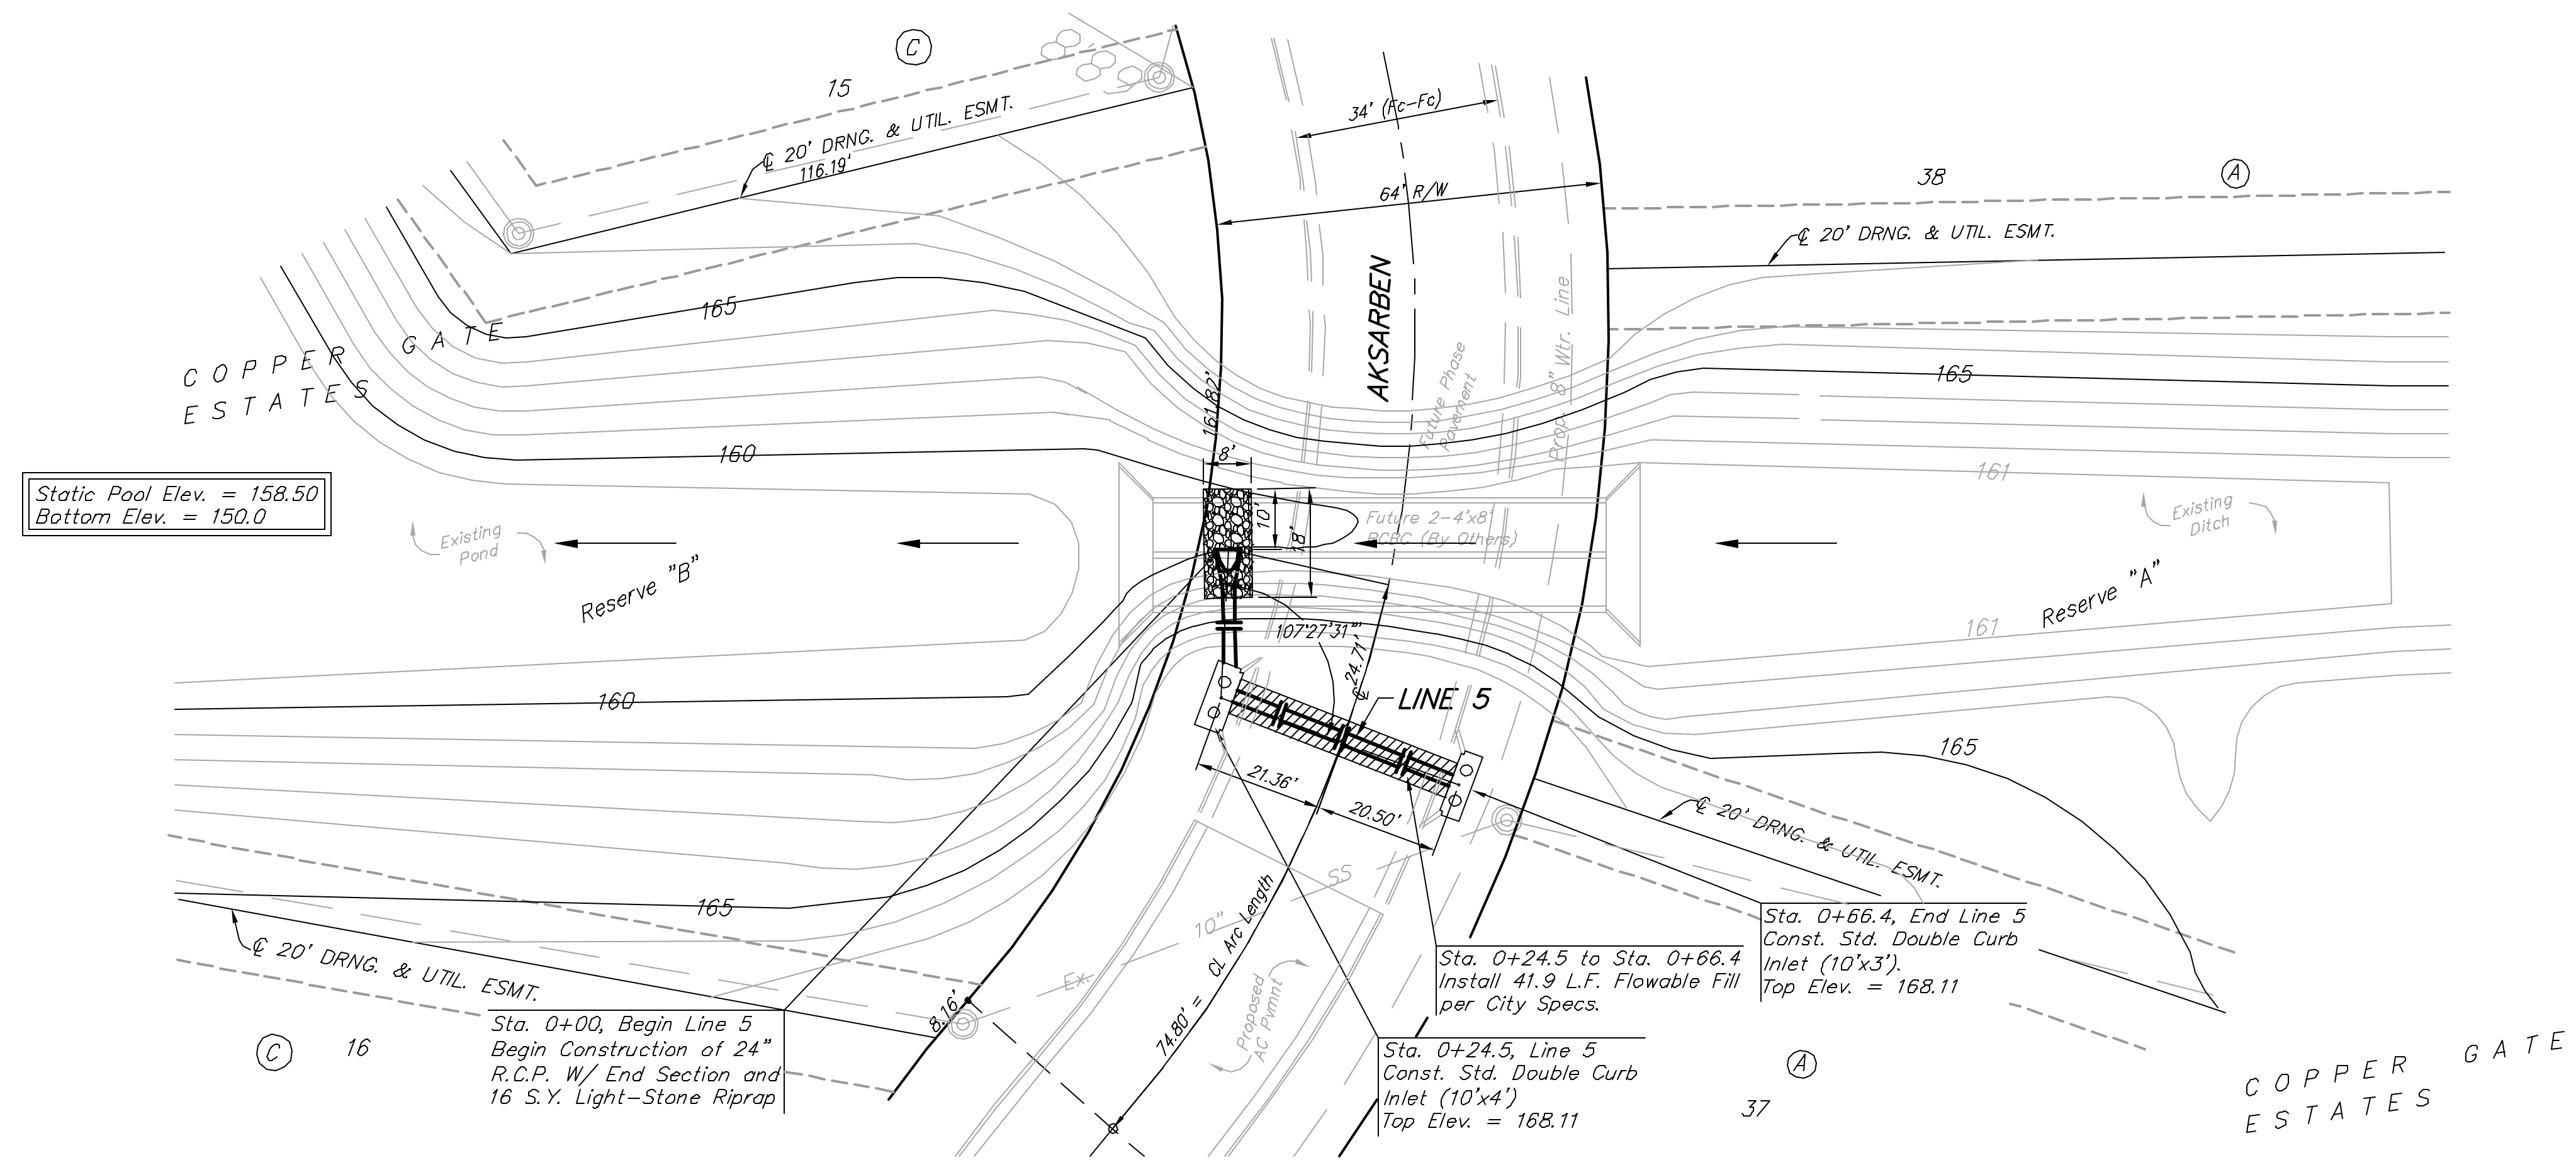 C
15
℄ 20' DRNG. & UTIL. ESMT.
116.19'
34' (Fc-Fc)
64' R/W
38
A
℄ 20' DRNG. & UTIL. ESMT.
AKSARBEN
Prop. 8" Wtr. Line
Future Phase
Pavement
165
165
COPPER GATE
ESTATES
161.82'
160
8'
10'
18'
161
Static Pool Elev. = 158.50
Bottom Elev. = 150.0
Existing
Pond
Future 2-4'x8'
RCBC (By Others)
Existing
Ditch
Reserve "B"
Reserve "A"
107°27'31"
161
℄ 24.71'
LINE 5
160
165
21.36'
20.50'
℄ 20' DRNG. & UTIL. ESMT.
165
Ex. 10" SS
74.80' = CL Arc Length
℄ 20' DRNG. & UTIL. ESMT.
8.16'
Proposed
AC Pvmnt
Sta. 0+66.4, End Line 5
Const. Std. Double Curb
Inlet (10'x3').
Top Elev. = 168.11
Sta. 0+24.5 to Sta. 0+66.4
Install 41.9 L.F. Flowable Fill
per City Specs.
C
16
Sta. 0+00, Begin Line 5
Begin Construction of 24"
R.C.P. W/ End Section and
16 S.Y. Light-Stone Riprap
Sta. 0+24.5, Line 5
Const. Std. Double Curb
Inlet (10'x4')
Top Elev. = 168.11
A
37
COPPER GATE
ESTATES